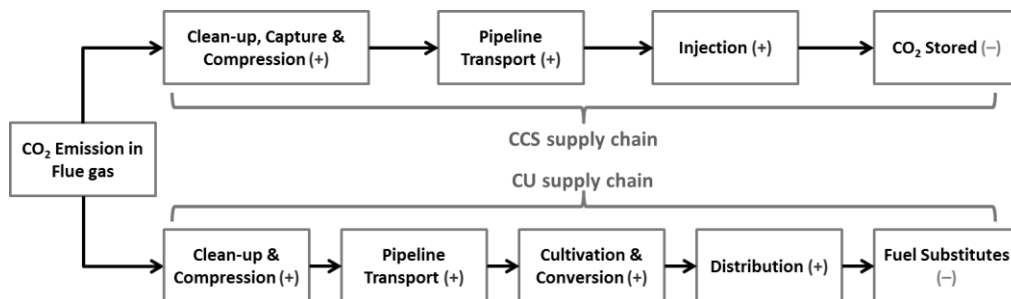 Clean-up, Capture &
Compression (+)
Pipeline
Transport (+)
Injection (+)
CO₂ Stored (−)
CCS supply chain
CO₂ Emission in
Flue gas
CU supply chain
Clean-up &
Compression (+)
Pipeline
Transport (+)
Cultivation &
Conversion (+)
Distribution (+)
Fuel Substitutes
(−)